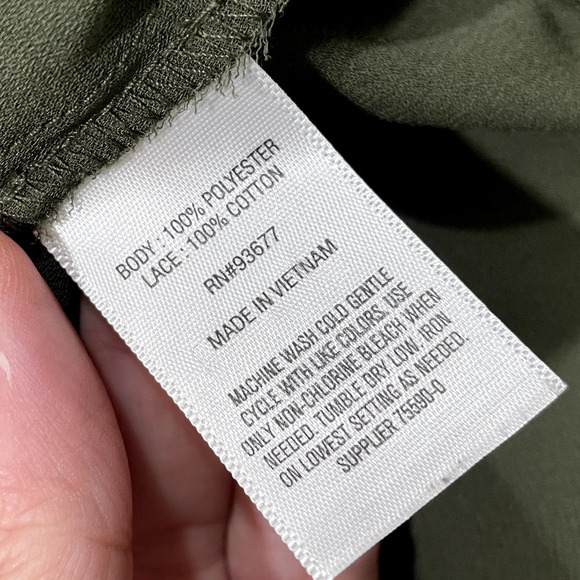 BODY : 100% POLYESTER
LACE : 100% COTTON
RN#93677
MADE IN VIETNAM
MACHINE WASH COLD GENTLE
CYCLE WITH LIKE COLORS. USE
ONLY NON-CHLORINE BLEACH WHEN
NEEDED. TUMBLE DRY LOW. IRON
ON LOWEST SETTING AS NEEDED.
SUPPLIER 75590-0